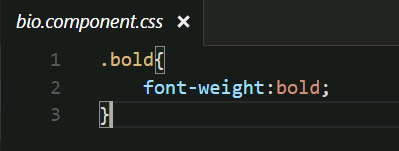 bio.component.css ×
1 .bold{
2     font-weight:bold;
3 }